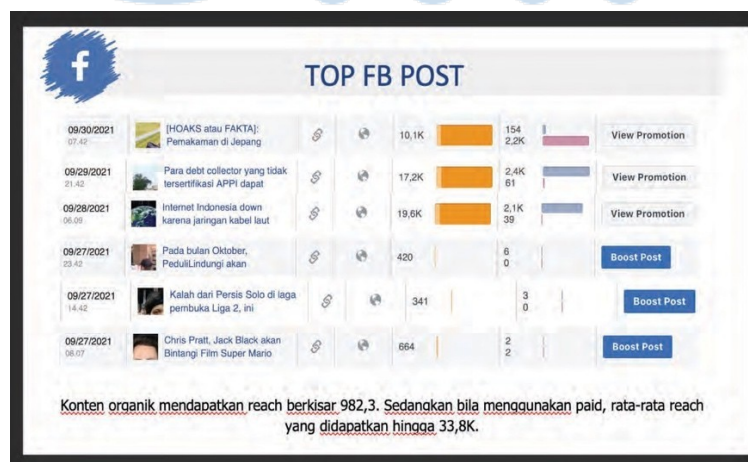 f
TOP FB POST
09/30/2021 [HOAKS atau FAKTA]: 10,1K 154 View Promotion
07.42 Pemakaman di Jepang 2,2K
09/29/2021 Para debt collector yang tidak 17,2K 2,4K View Promotion
21.42 tersertifikasi APPI dapat 61
09/28/2021 Internet Indonesia down 19,6K 2,1K View Promotion
06.09 karena jaringan kabel laut 39
09/27/2021 Pada bulan Oktober, 420 6 Boost Post
23.42 PeduliLindungi akan 0
09/27/2021 Kalah dari Persis Solo di laga 341 3 Boost Post
14.42 pembuka Liga 2, ini 0
09/27/2021 Chris Pratt, Jack Black akan 664 2 Boost Post
08.07 Bintangi Film Super Mario 2
Konten organik mendapatkan reach berkisar 982,3. Sedangkan bila menggunakan paid, rata-rata reach
yang didapatkan hingga 33,8K.